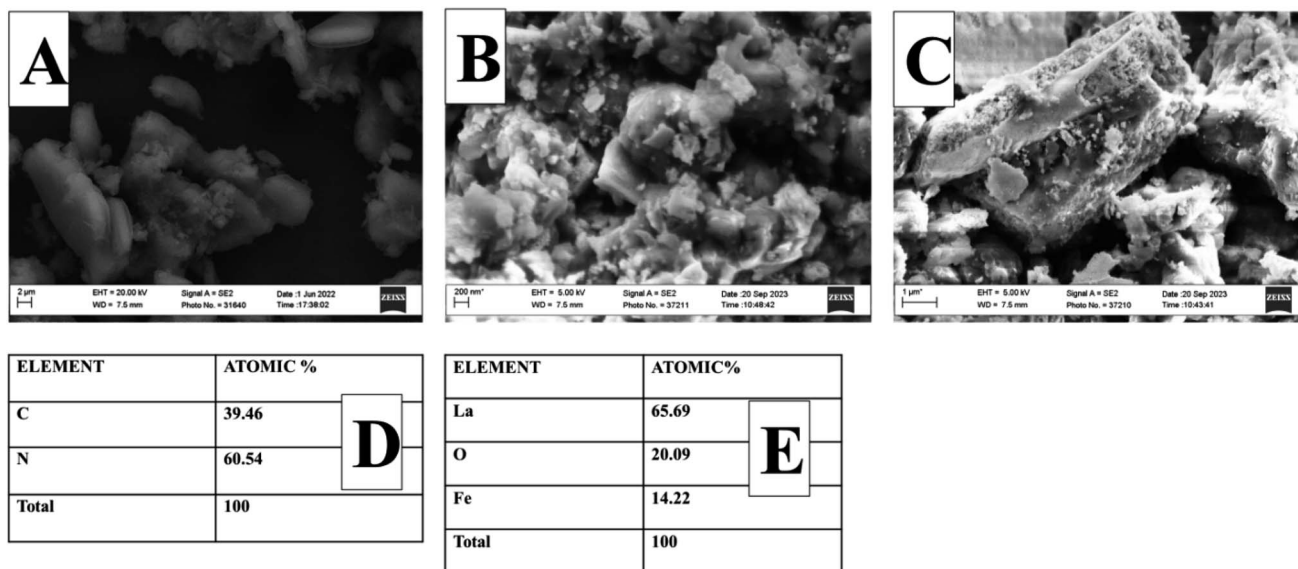 A
2 µm
EHT = 20.00 kV
WD = 7.5 mm
Signal A = SE2
Photo No. = 31640
Date :1 Jun 2022
Time :17:38:02
ZEISS
B
200 nm*
EHT = 5.00 kV
WD = 7.5 mm
Signal A = SE2
Photo No. = 37211
Date :20 Sep 2023
Time :10:48:42
ZEISS
C
1 µm*
EHT = 5.00 kV
WD = 7.5 mm
Signal A = SE2
Photo No. = 37210
Date :20 Sep 2023
Time :10:43:41
ZEISS
ELEMENT ATOMIC %
C 39.46
N 60.54
Total 100
D
ELEMENT ATOMIC%
La 65.69
O 20.09
Fe 14.22
Total 100
E